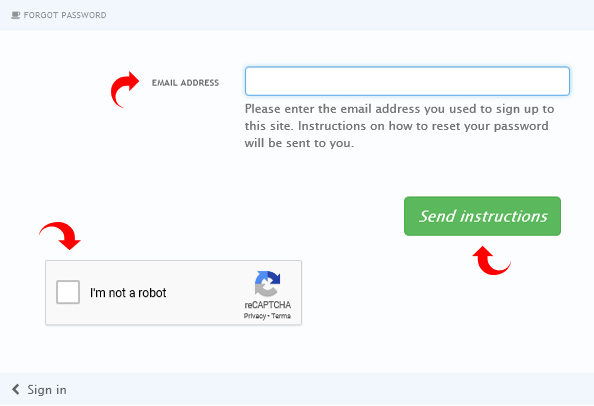 FORGOT PASSWORD
EMAIL ADDRESS
Please enter the email address you used to sign up to
this site. Instructions on how to reset your password
will be sent to you.
Send instructions
I'm not a robot
reCAPTCHA
Privacy • Terms
Sign in